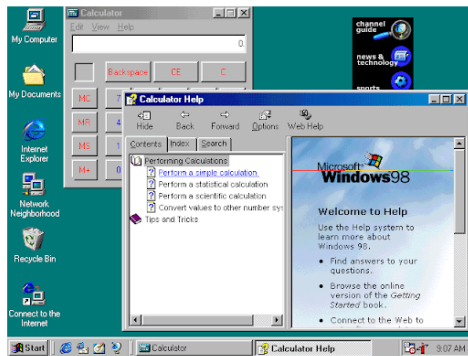 My Computer
My Documents
Internet
Explorer
Network
Neighborhood
Recycle Bin
Connect to the
Internet
Calculator
Edit View Help
0.
Backspace CE C
MC 7
MR 4
MS 1
M+ 0
channel
guide
news &
technology
sports
Calculator Help
Hide Back Forward Options Web Help
Contents Index Search
Performing Calculations
Perform a simple calculation
Perform a statistical calculation
Perform a scientific calculation
Convert values to other number sys
Tips and Tricks
Microsoft
Windows98
Welcome to Help
Use the Help system to
learn more about
Windows 98.
• Find answers to your
questions.
• Browse the online
version of the Getting
Started book.
• Connect to the Web to
Start Calculator Calculator Help 9:07 AM